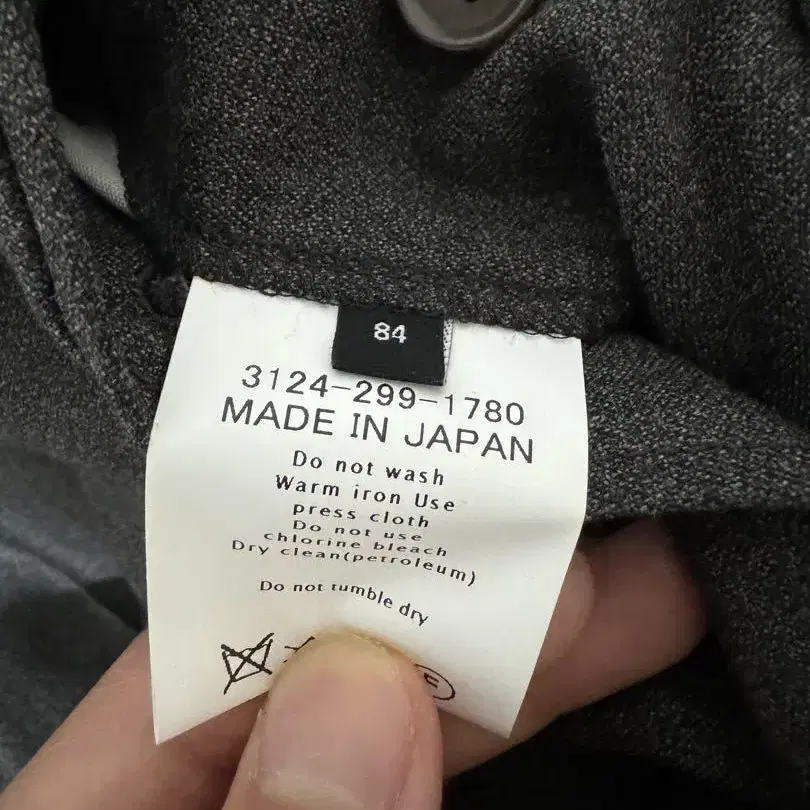 84
3124-299-1780
MADE IN JAPAN
Do not wash
Warm iron Use
press cloth
Do not use
chlorine bleach
Dry clean(petroleum)
Do not tumble dry